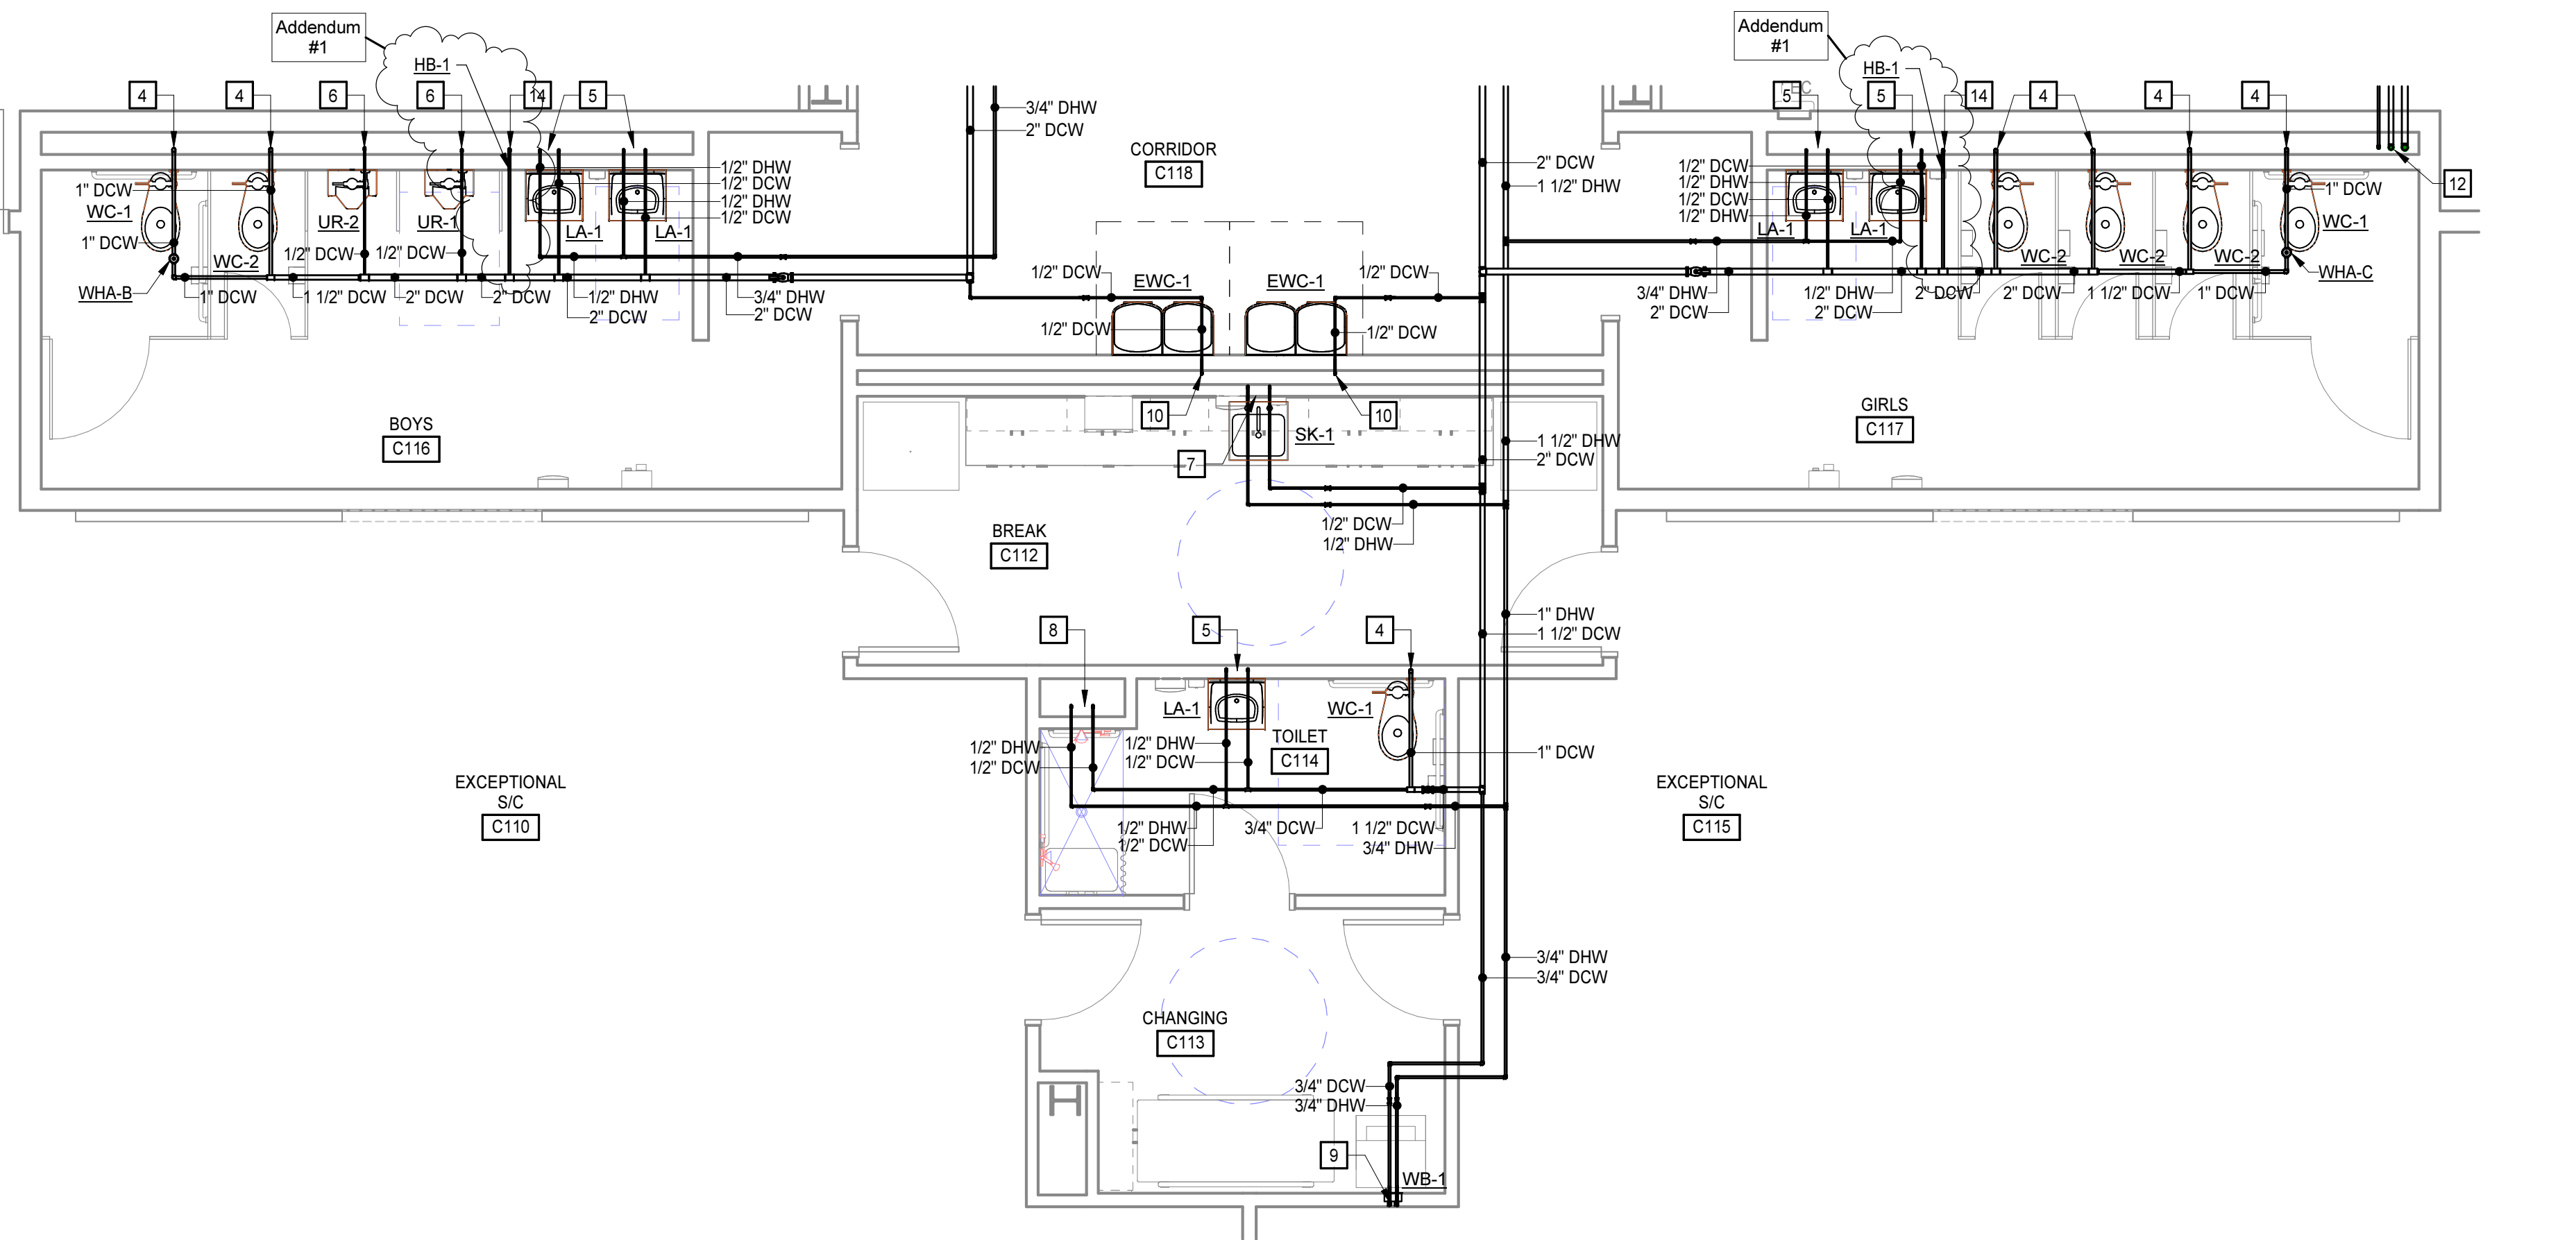 Addendum
#1
HB-1
4
4
6
6
14
5
3/4" DHW
2" DCW
1/2" DHW
1/2" DCW
1/2" DHW
1/2" DCW
1" DCW
WC-1
1" DCW
WC-2
UR-2
UR-1
1/2" DCW
1/2" DCW
LA-1
LA-1
WHA-B
1" DCW
1 1/2" DCW
2" DCW
2" DCW
1/2" DHW
2" DCW
3/4" DHW
2" DCW
BOYS
C116
CORRIDOR
C118
1/2" DCW
EWC-1
EWC-1
1/2" DCW
1/2" DCW
1/2" DCW
10
10
2" DCW
1 1/2" DHW
Addendum
#1
HB-1
5
5
14
4
4
4
12
1/2" DCW
1/2" DHW
1/2" DCW
1/2" DHW
LA-1
LA-1
1" DCW
WC-1
WC-2
WC-2
WC-2
WHA-C
3/4" DHW
2" DCW
1/2" DHW
2" DCW
2" DCW
2" DCW
1 1/2" DCW
1" DCW
GIRLS
C117
SK-1
7
1 1/2" DHW
2" DCW
1/2" DCW
1/2" DHW
BREAK
C112
1" DHW
1 1/2" DCW
8
5
4
LA-1
WC-1
1/2" DHW
1/2" DCW
1/2" DHW
1/2" DCW
TOILET
C114
1" DCW
1/2" DHW
1/2" DCW
3/4" DCW
1 1/2" DCW
3/4" DHW
EXCEPTIONAL
S/C
C110
EXCEPTIONAL
S/C
C115
3/4" DHW
3/4" DCW
CHANGING
C113
3/4" DCW
3/4" DHW
9
WB-1